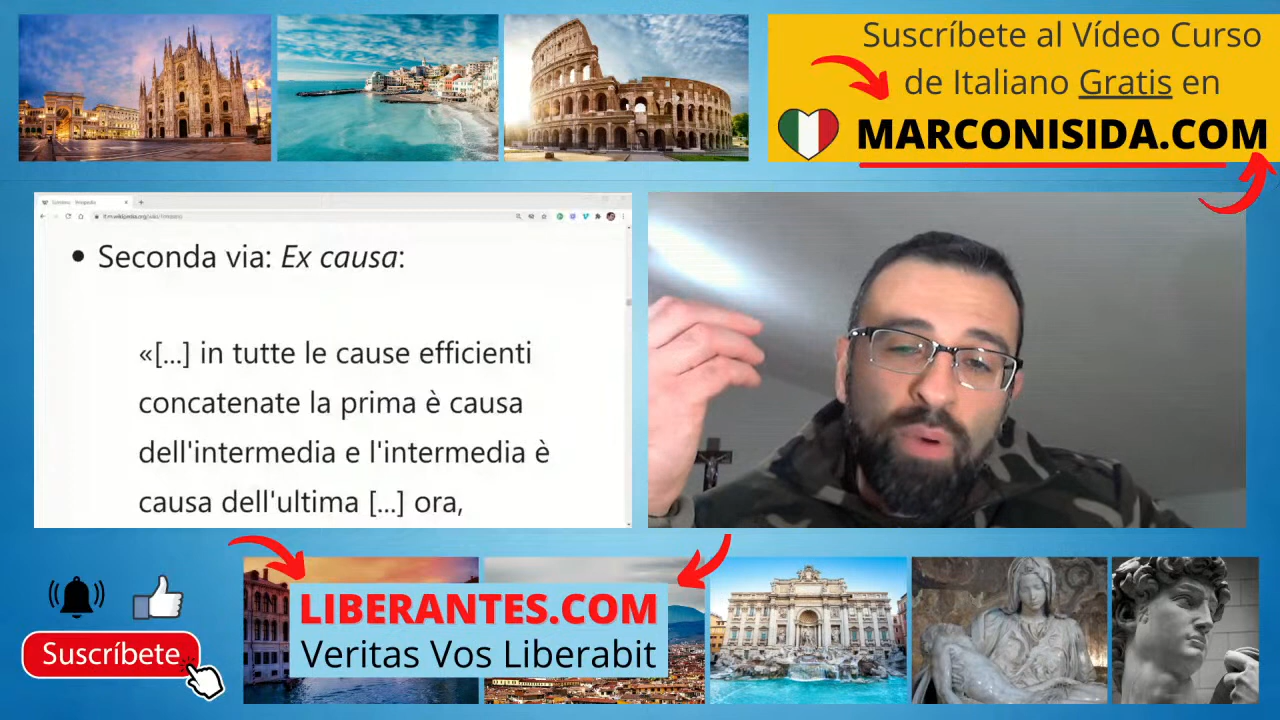 Suscríbete al Vídeo Curso
de Italiano Gratis en
MARCONISIDA.COM
• Seconda via: Ex causa:
«[...] in tutte le cause efficienti
concatenate la prima è causa
dell'intermedia e l'intermedia è
causa dell'ultima [...] ora,
LIBERANTES.COM
Veritas Vos Liberabit
Suscríbete